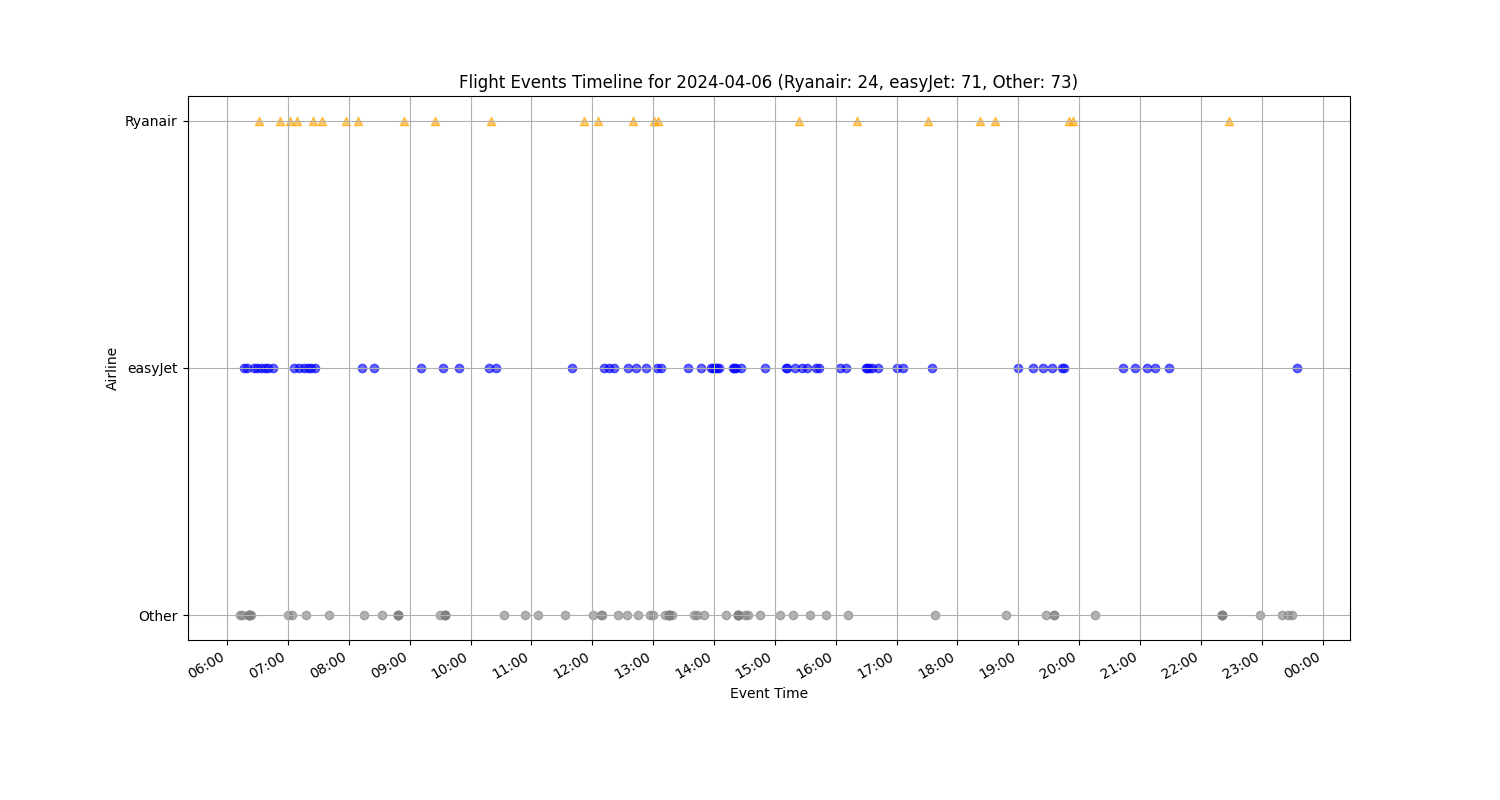 Flight Events Timeline for 2024-04-06 (Ryanair: 24, easyJet: 71, Other: 73)
Ryanair
easyJet
Other
Airline
06:00 07:00 08:00 09:00 10:00 11:00 12:00 13:00 14:00 15:00 16:00 17:00 18:00 19:00 20:00 21:00 22:00 23:00 00:00
Event Time